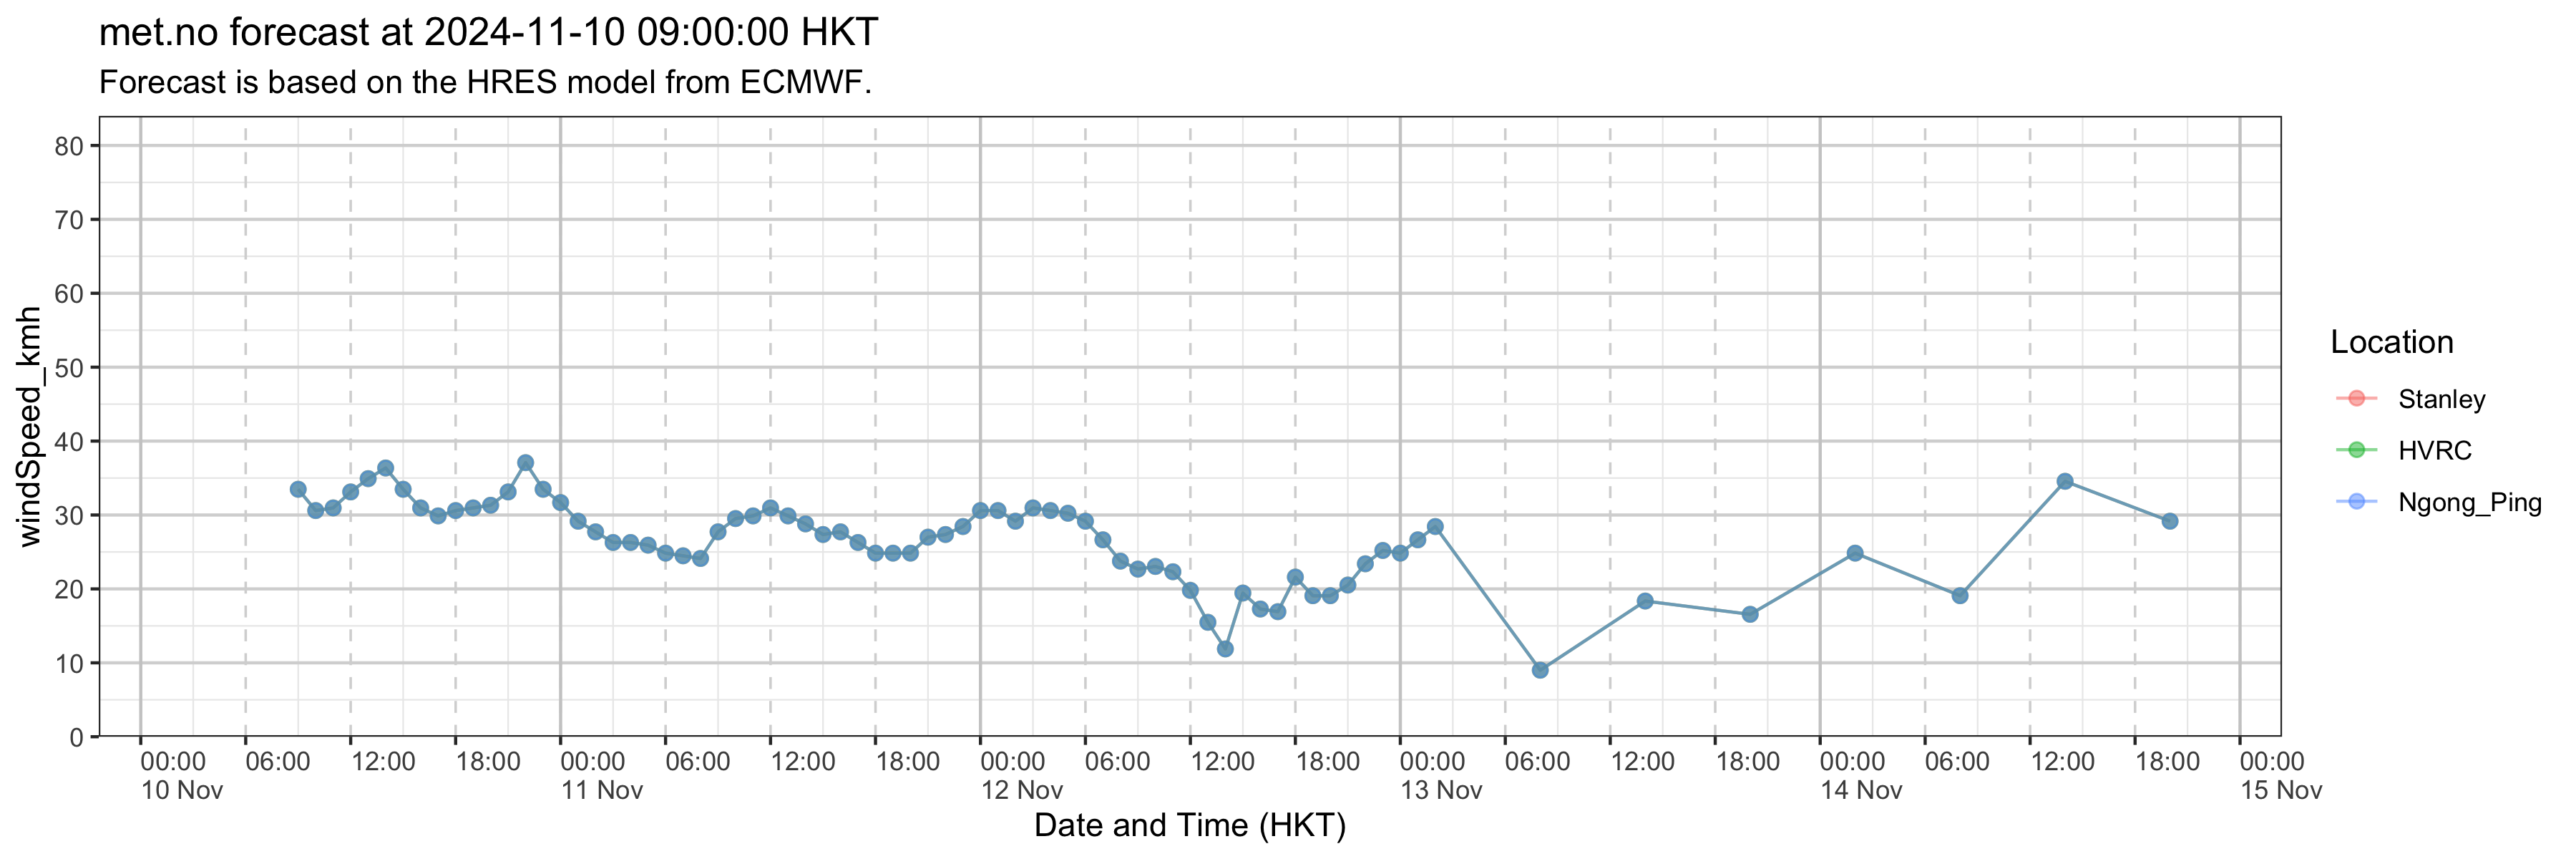 met.no forecast at 2024-11-10 09:00:00 HKT
Forecast is based on the HRES model from ECMWF.
windSpeed_kmh
80
70
60
50
40
30
20
10
0
00:00 06:00 12:00 18:00 00:00 06:00 12:00 18:00 00:00 06:00 12:00 18:00 00:00 06:00 12:00 18:00 00:00 06:00 12:00 18:00 00:00
10 Nov 11 Nov 12 Nov 13 Nov 14 Nov 15 Nov
Date and Time (HKT)
Location
Stanley
HVRC
Ngong_Ping